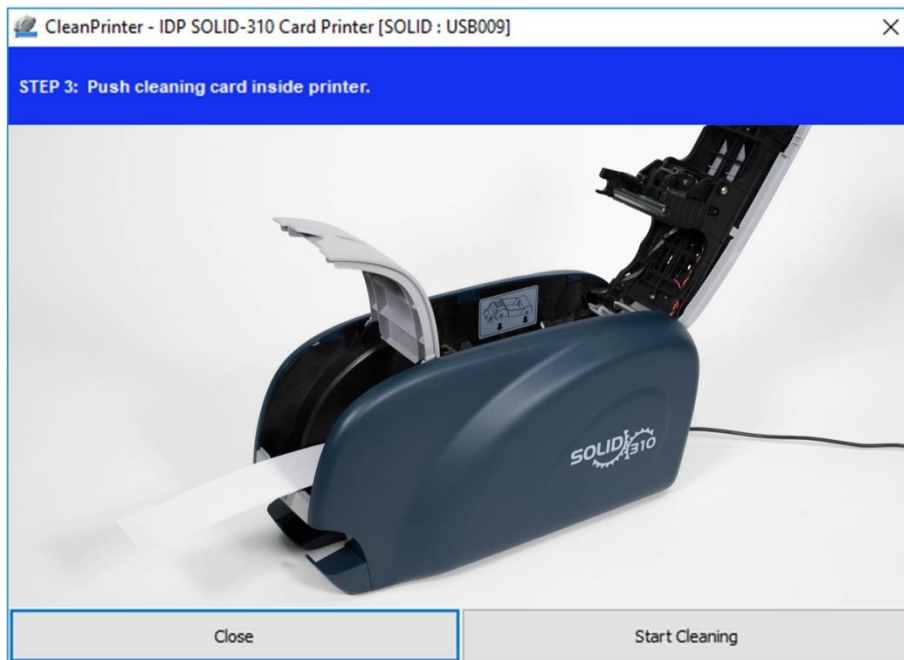 CleanPrinter - IDP SOLID-310 Card Printer [SOLID : USB009]
STEP 3: Push cleaning card inside printer.
SOLID 310
Close
Start Cleaning